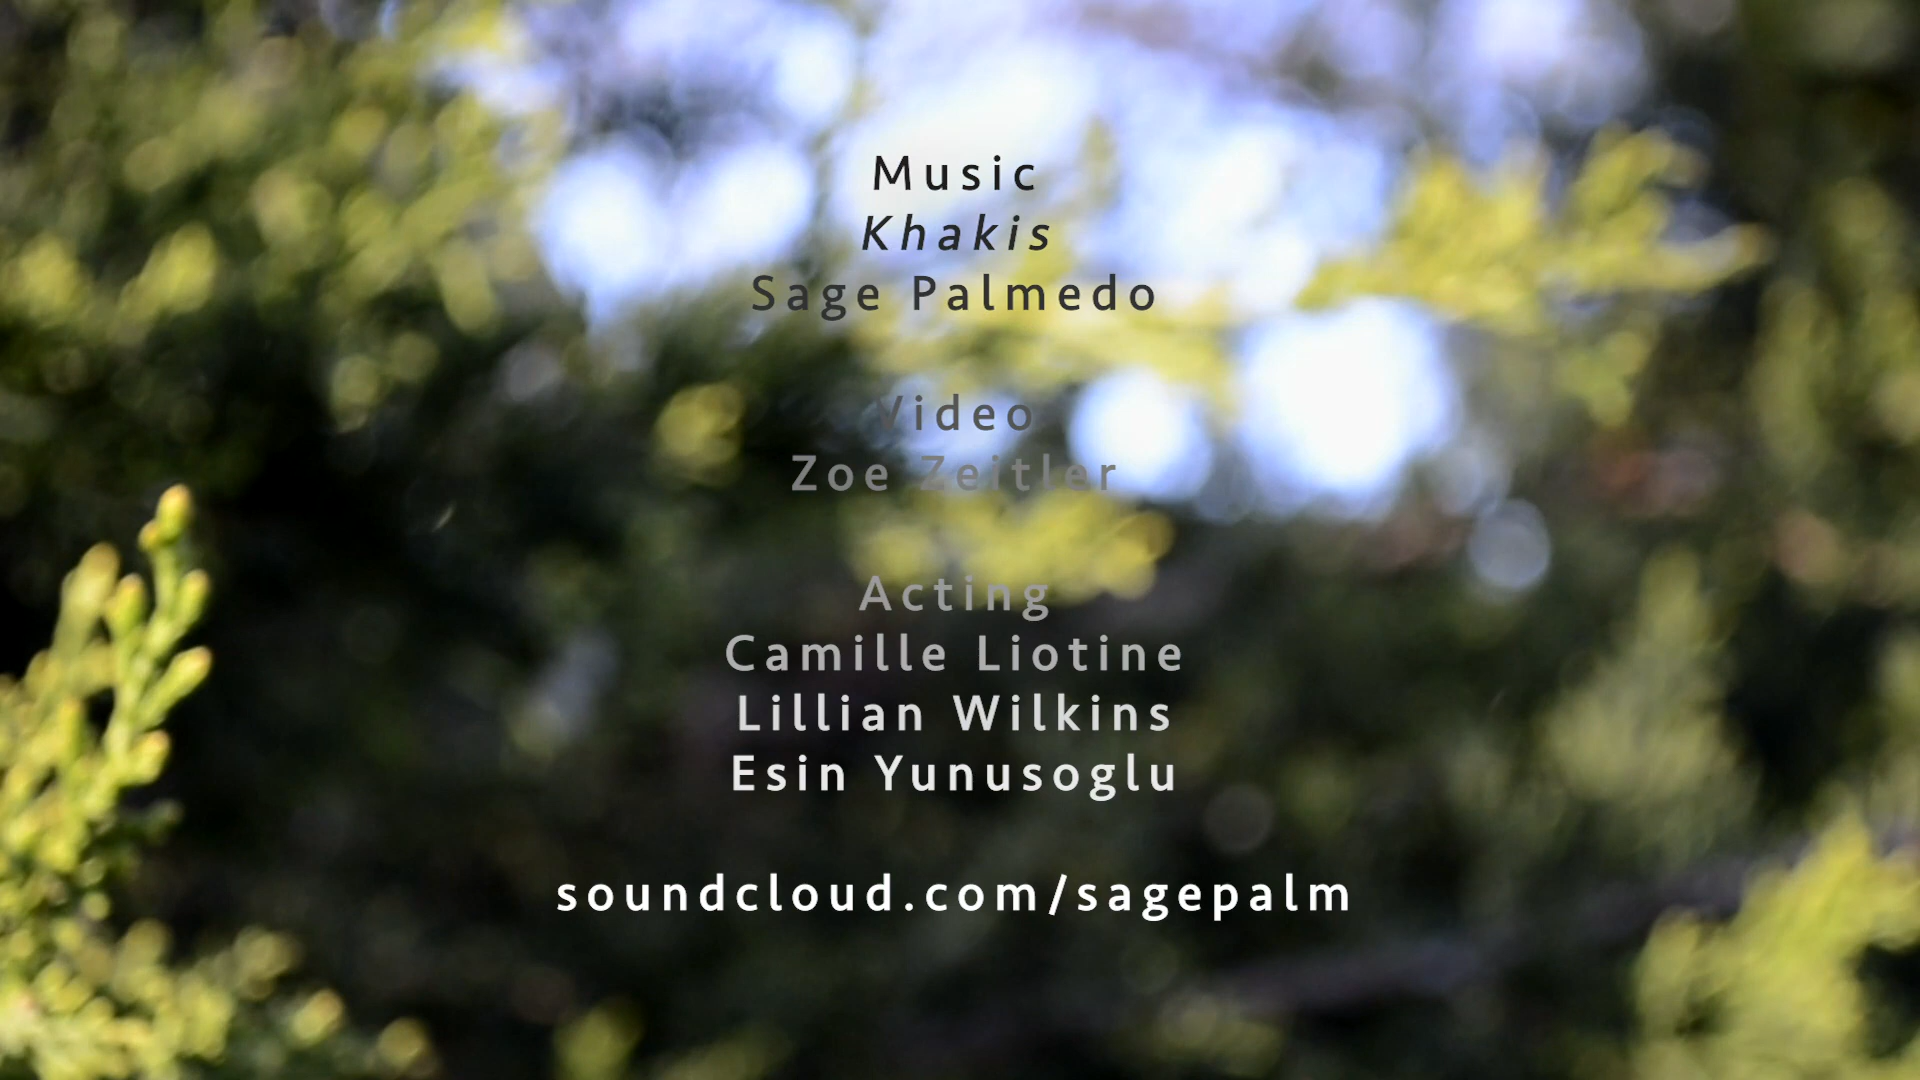 Music
Khakis
Sage Palmedo
Video
Zoe Zeitler
Acting
Camille Liotine
Lillian Wilkins
Esin Yunusoglu
soundcloud.com/sagepalm